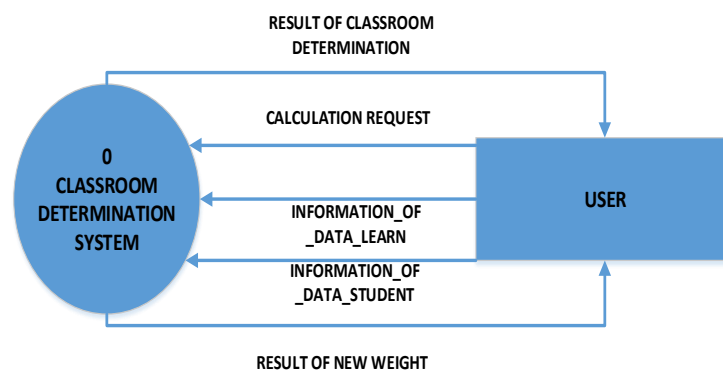 RESULT OF CLASSROOM
DETERMINATION
CALCULATION REQUEST
0
CLASSROOM
DETERMINATION
SYSTEM
USER
INFORMATION_OF
_DATA_LEARN
INFORMATION_OF
_DATA_STUDENT
RESULT OF NEW WEIGHT